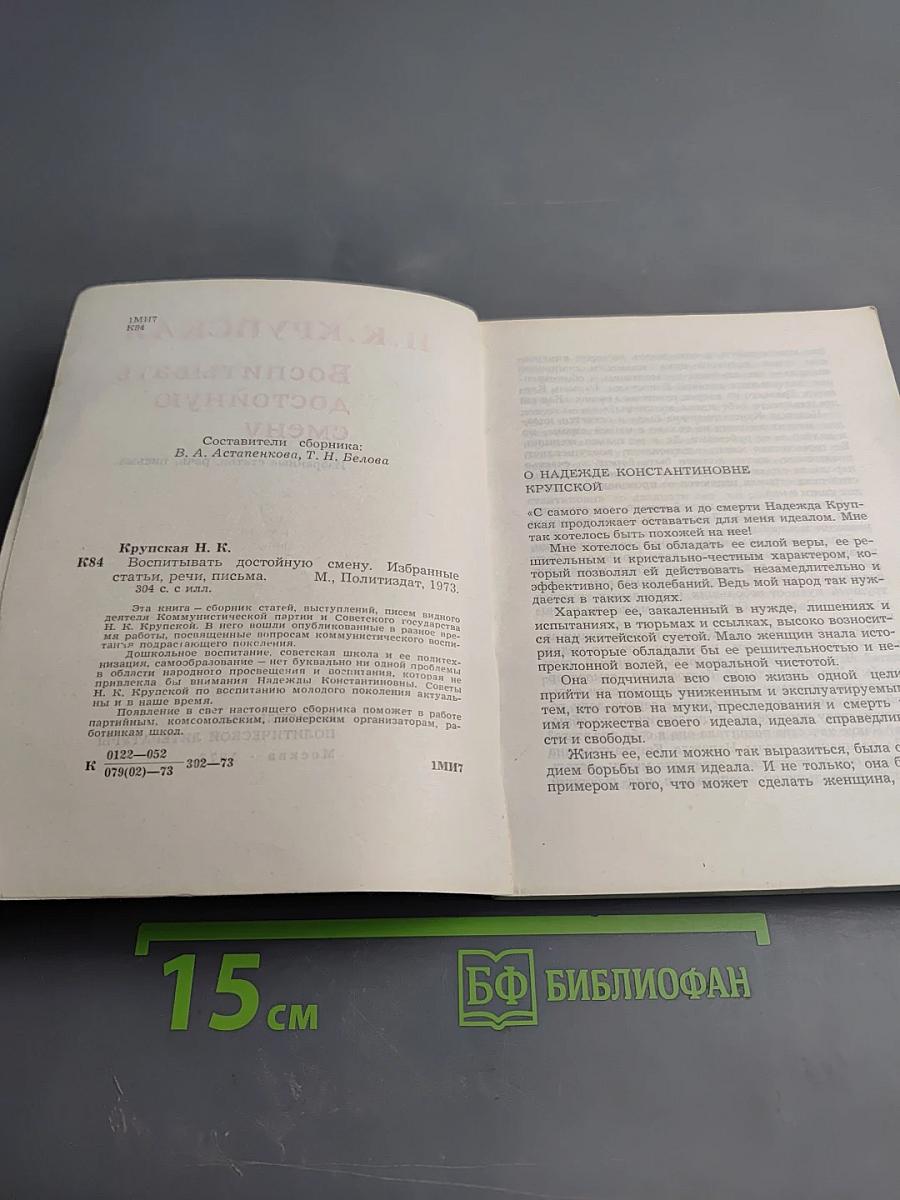 1МИ7
К84
Составители сборника:
В. А. Астапенкова, Т. Н. Белова
Крупская Н. К.
К84 Воспитывать достойную смену. Избранные
статьи, речи, письма. М., Политиздат, 1973.
304 с. с илл.
Эта книга — сборник статей, выступлений, писем видного
деятеля Коммунистической партии и Советского государства
Н. К. Крупской. В него вошли опубликованные в разное вре-
мя работы, посвященные вопросам коммунистического воспи-
тания подрастающего поколения.
Дошкольное воспитание, советская школа и ее политех-
низация, самообразование — нет буквально ни одной проблемы
в области народного просвещения и воспитания, которая не
привлекла бы внимания Надежды Константиновны. Советы
Н. К. Крупской по воспитанию молодого поколения актуаль-
ны и в наше время.
Появление в свет настоящего сборника поможет в работе
партийным, комсомольским, пионерским организаторам, ра-
ботникам школ.
К 0122—052
079(02)—73 302—73 1МИ7
О НАДЕЖДЕ КОНСТАНТИНОВНЕ
КРУПСКОЙ
«С самого моего детства и до смерти Надежда Круп-
ская продолжает оставаться для меня идеалом. Мне
так хотелось быть похожей на нее!
Мне хотелось бы обладать ее силой веры, ее ре-
шительным и кристально-честным характером, ко-
торый позволял ей действовать незамедлительно и
эффективно, без колебаний. Ведь мой народ так нуж-
дается в таких людях.
Характер ее, закаленный в нужде, лишениях и
испытаниях, в тюрьмах и ссылках, высоко возносит-
ся над житейской суетой. Мало женщин знала исто-
рия, которые обладали бы ее решительностью и не-
преклонной волей, ее моральной чистотой.
Она подчинила всю свою жизнь одной цели
прийти на помощь униженным и эксплуатируемым
тем, кто готов на муки, преследования и смерть
имя торжества своего идеала, идеала справедлив
сти и свободы.
Жизнь ее, если можно так выразиться, была с
дием борьбы во имя идеала. И не только; она б
примером того, что может сделать женщина,
15 см
БФ БИБЛИОФАН